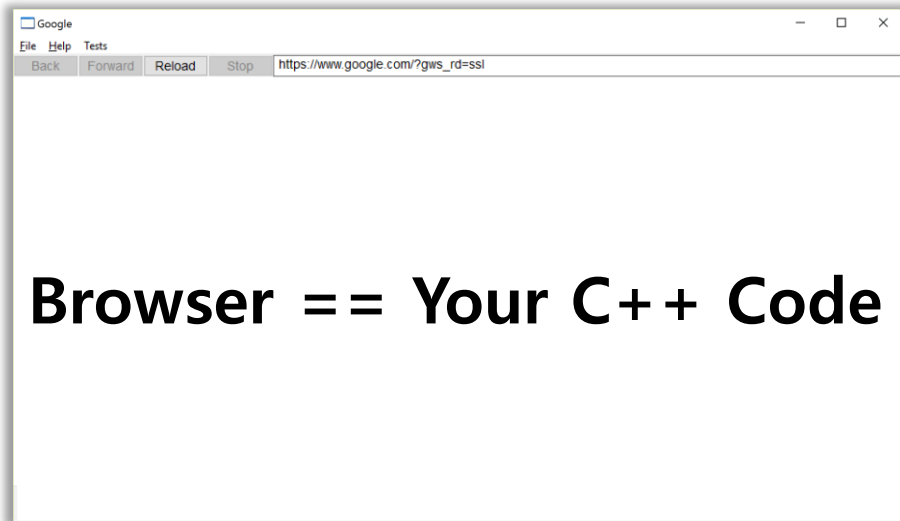 Google
File Help Tests
Back Forward Reload Stop https://www.google.com/?gws_rd=ssl
Browser == Your C++ Code